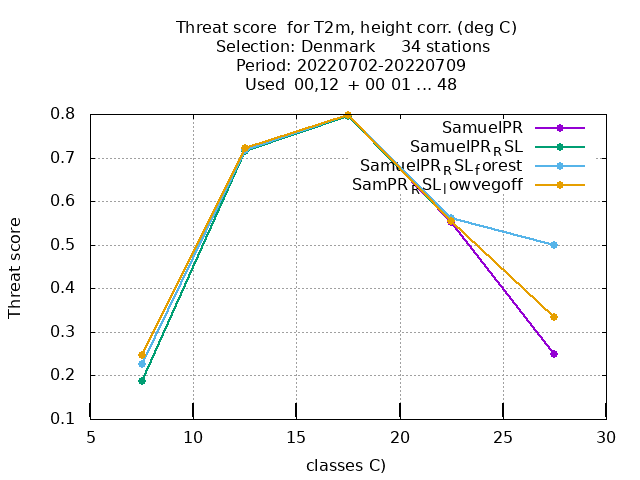 Threat score  for T2m, height corr. (deg C)
Selection: Denmark     34 stations
Period: 20220702-20220709
Used  00,12  + 00 01 ... 48
SamuelPR
SamuelPR_RSL
SamuelPR_RSL_forest
SamPR_RSL_lowvegoff
Threat score
0.8
0.7
0.6
0.5
0.4
0.3
0.2
0.1
5 10 15 20 25 30
classes C)